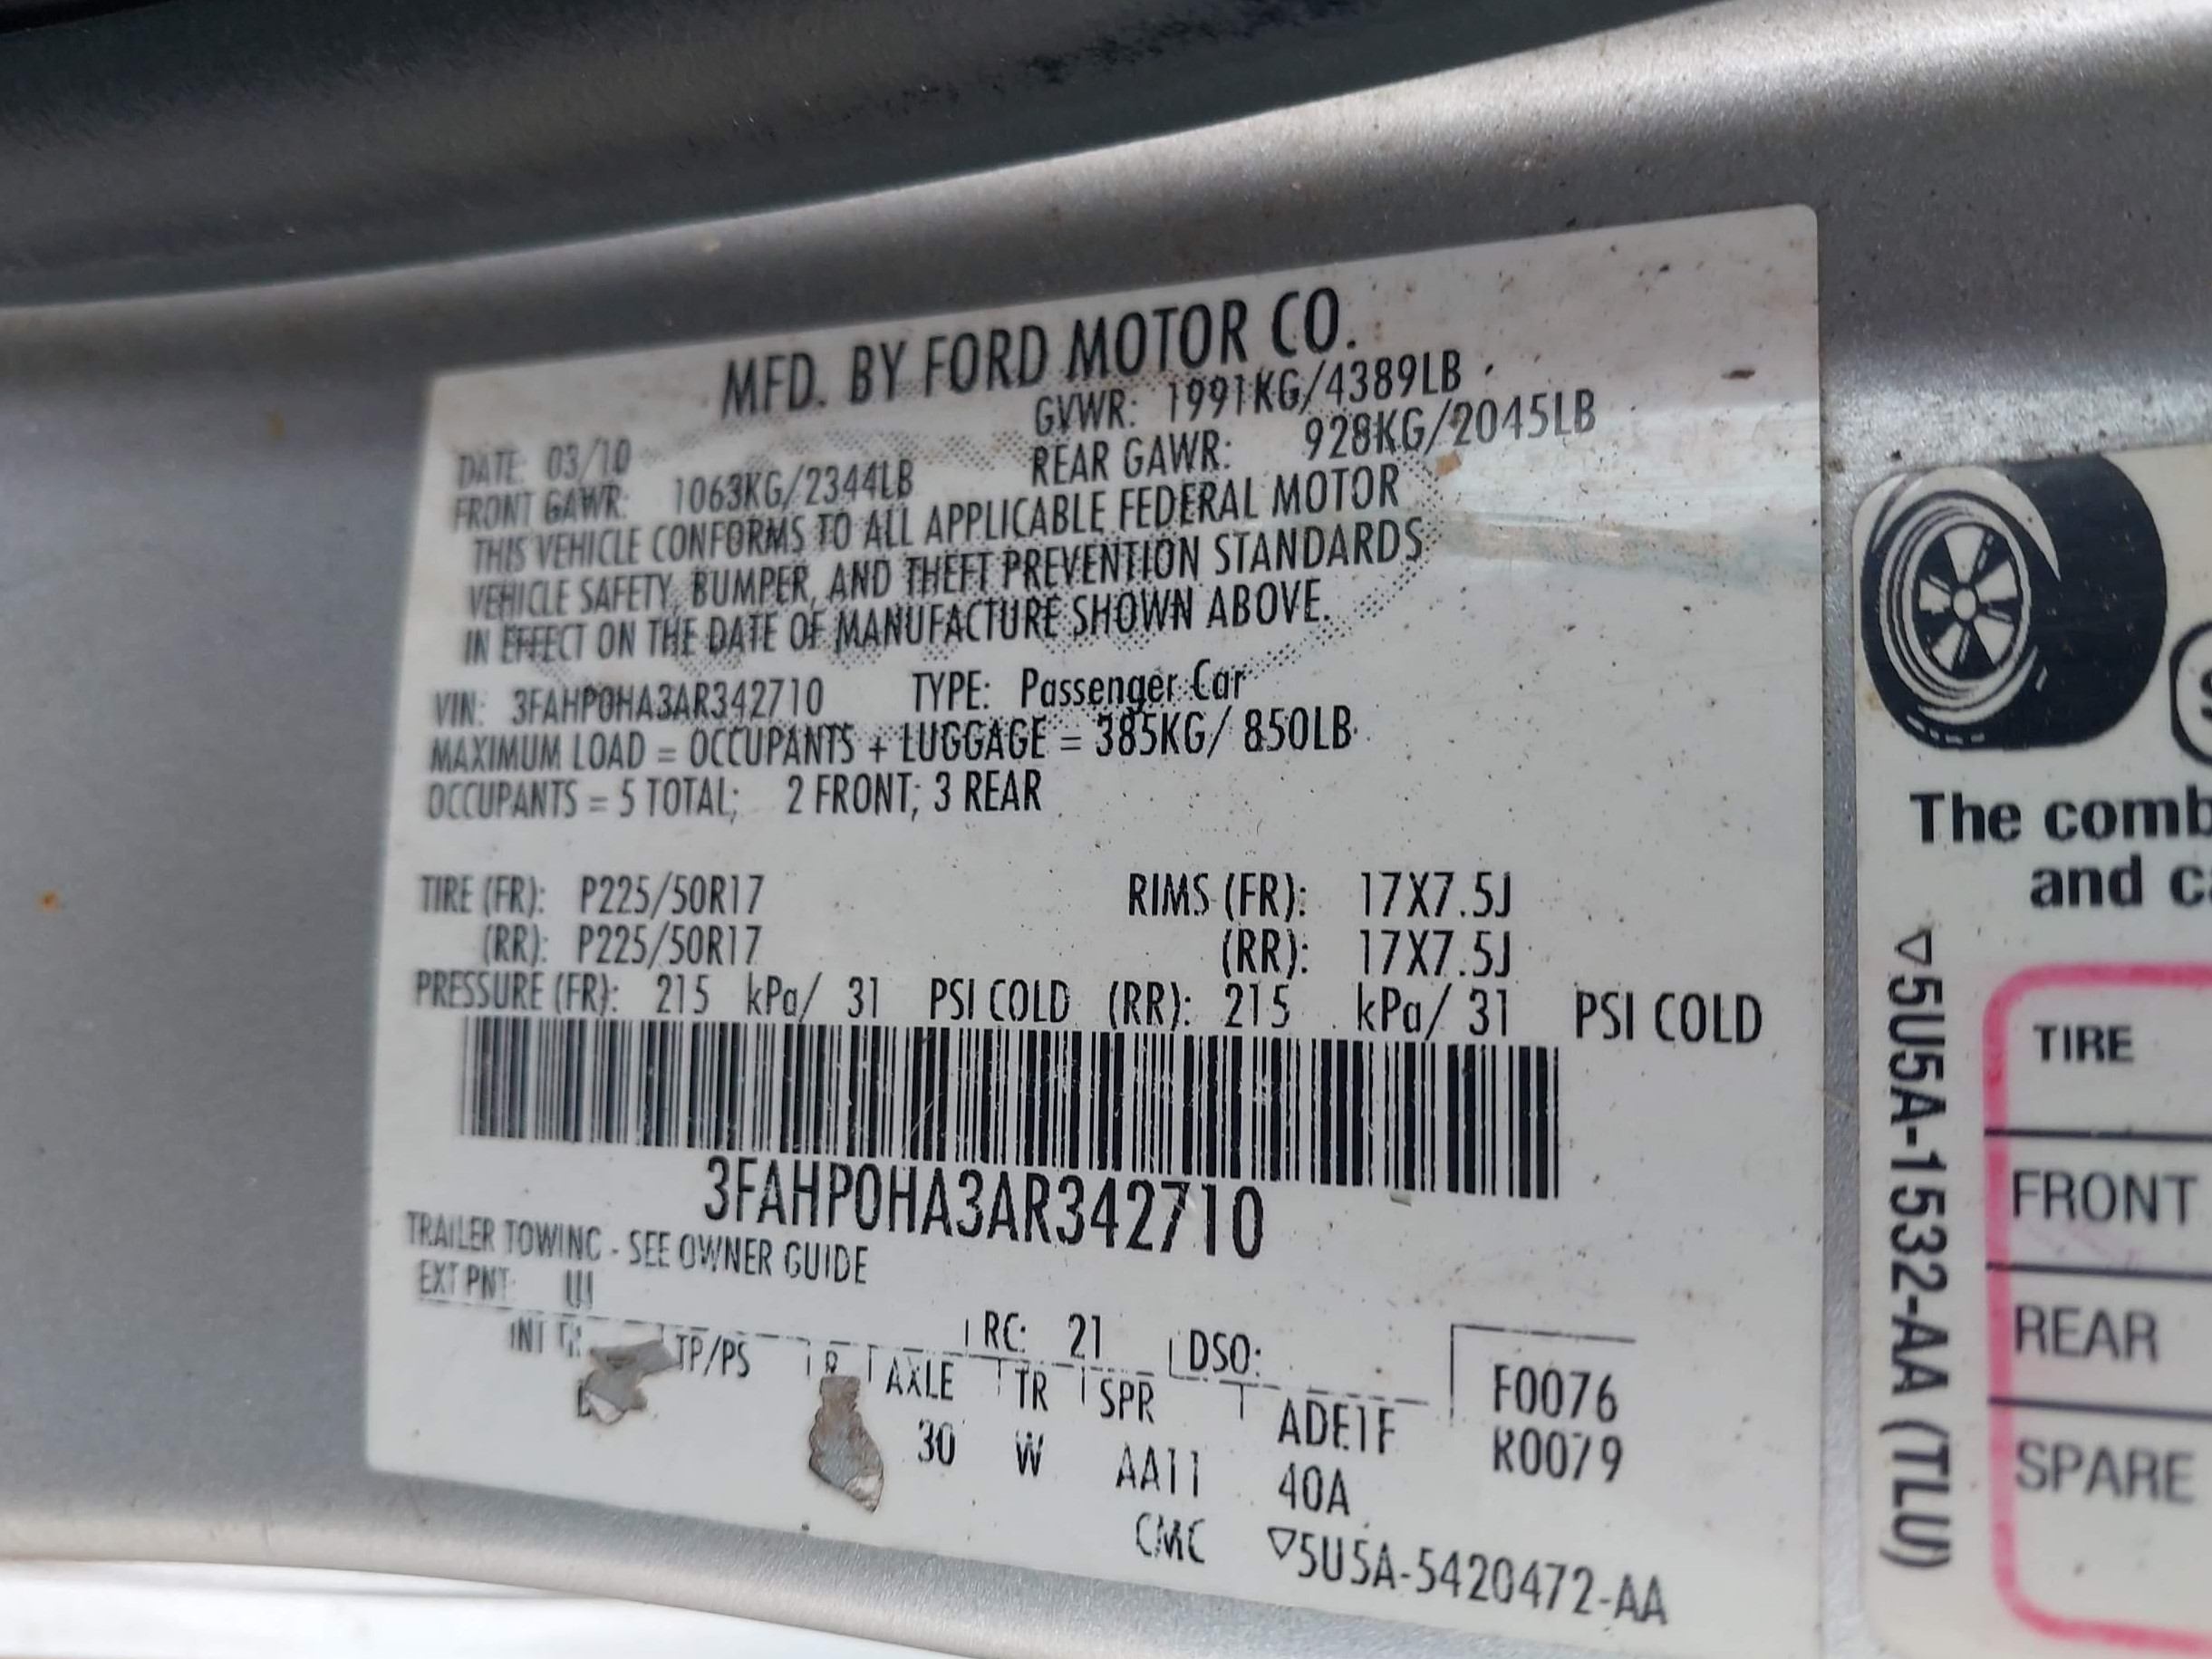 MFD. BY FORD MOTOR CO.
DATE: 03/10 GVWR: 1991KG/4389LB
FRONT GAWR: 1063KG/2344LB REAR GAWR: 928KG/2045LB
THIS VEHICLE CONFORMS TO ALL APPLICABLE FEDERAL MOTOR
VEHICLE SAFETY, BUMPER, AND THEFT PREVENTION STANDARDS
IN EFFECT ON THE DATE OF MANUFACTURE SHOWN ABOVE.
VIN: 3FAHP0HA3AR342710 TYPE: Passenger Car
MAXIMUM LOAD = OCCUPANTS + LUGGAGE = 385KG/ 850LB
OCCUPANTS = 5 TOTAL; 2 FRONT; 3 REAR
TIRE (FR): P225/50R17 RIMS (FR): 17X7.5J
(RR): P225/50R17 (RR): 17X7.5J
PRESSURE (FR): 215 kPa/ 31 PSI COLD (RR): 215 kPa/ 31 PSI COLD
3FAHP0HA3AR342710
TRAILER TOWING - SEE OWNER GUIDE
EXT PNT: UI RC: 21 DSO:
INT TP/PS R AXLE TR SPR ADE1F F0076
30 W AA11 40A R0079
CMC ▽5U5A-5420472-AA
The comb
and ca
▽5U5A-1532-AA (TLU)
TIRE
FRONT
REAR
SPARE